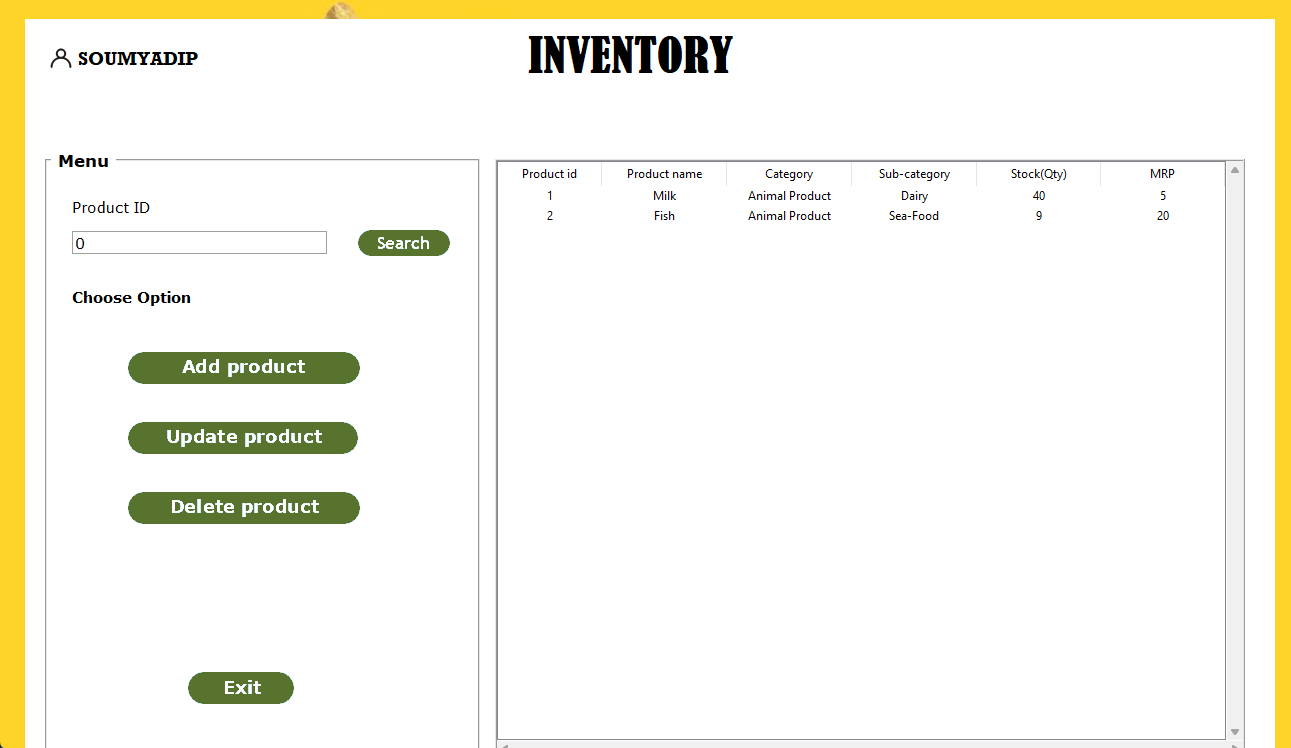 SOUMYADIP
INVENTORY
Menu
Product ID
0
Search
Choose Option
Add product
Update product
Delete product
Exit
Product id Product name Category Sub-category Stock(Qty) MRP
1 Milk Animal Product Dairy 40 5
2 Fish Animal Product Sea-Food 9 20